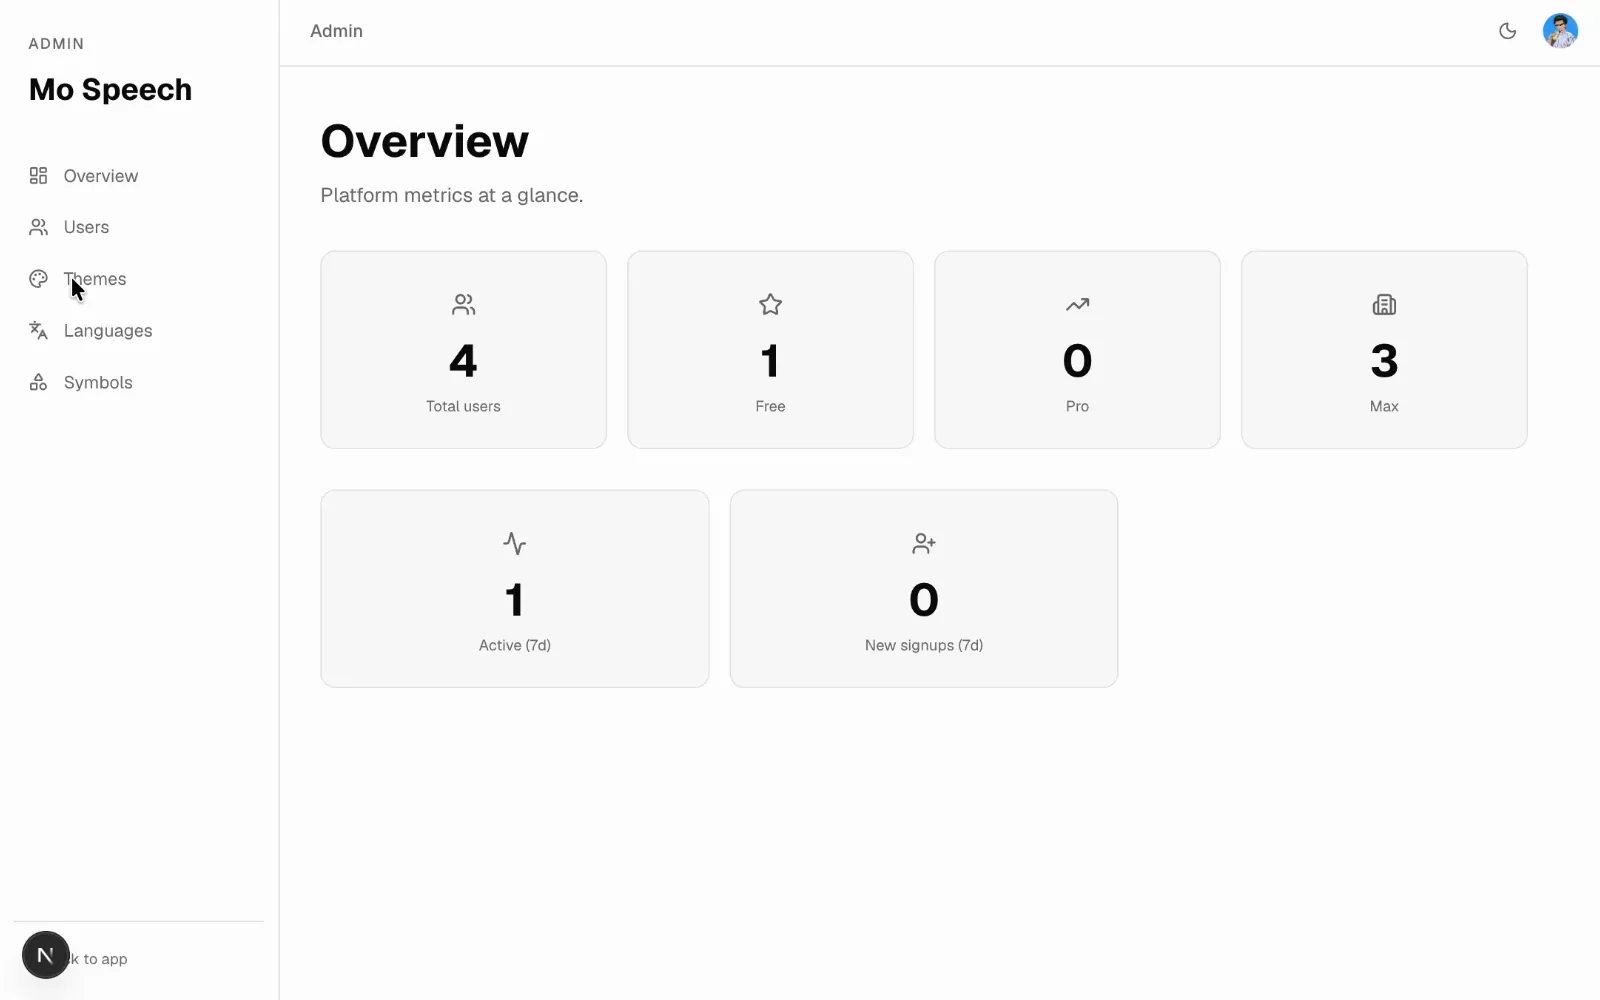 ADMIN
Mo Speech
Overview
Users
Themes
Languages
Symbols
N
k to app
Admin
Overview
Platform metrics at a glance.
4
Total users
1
Free
0
Pro
3
Max
1
Active (7d)
0
New signups (7d)